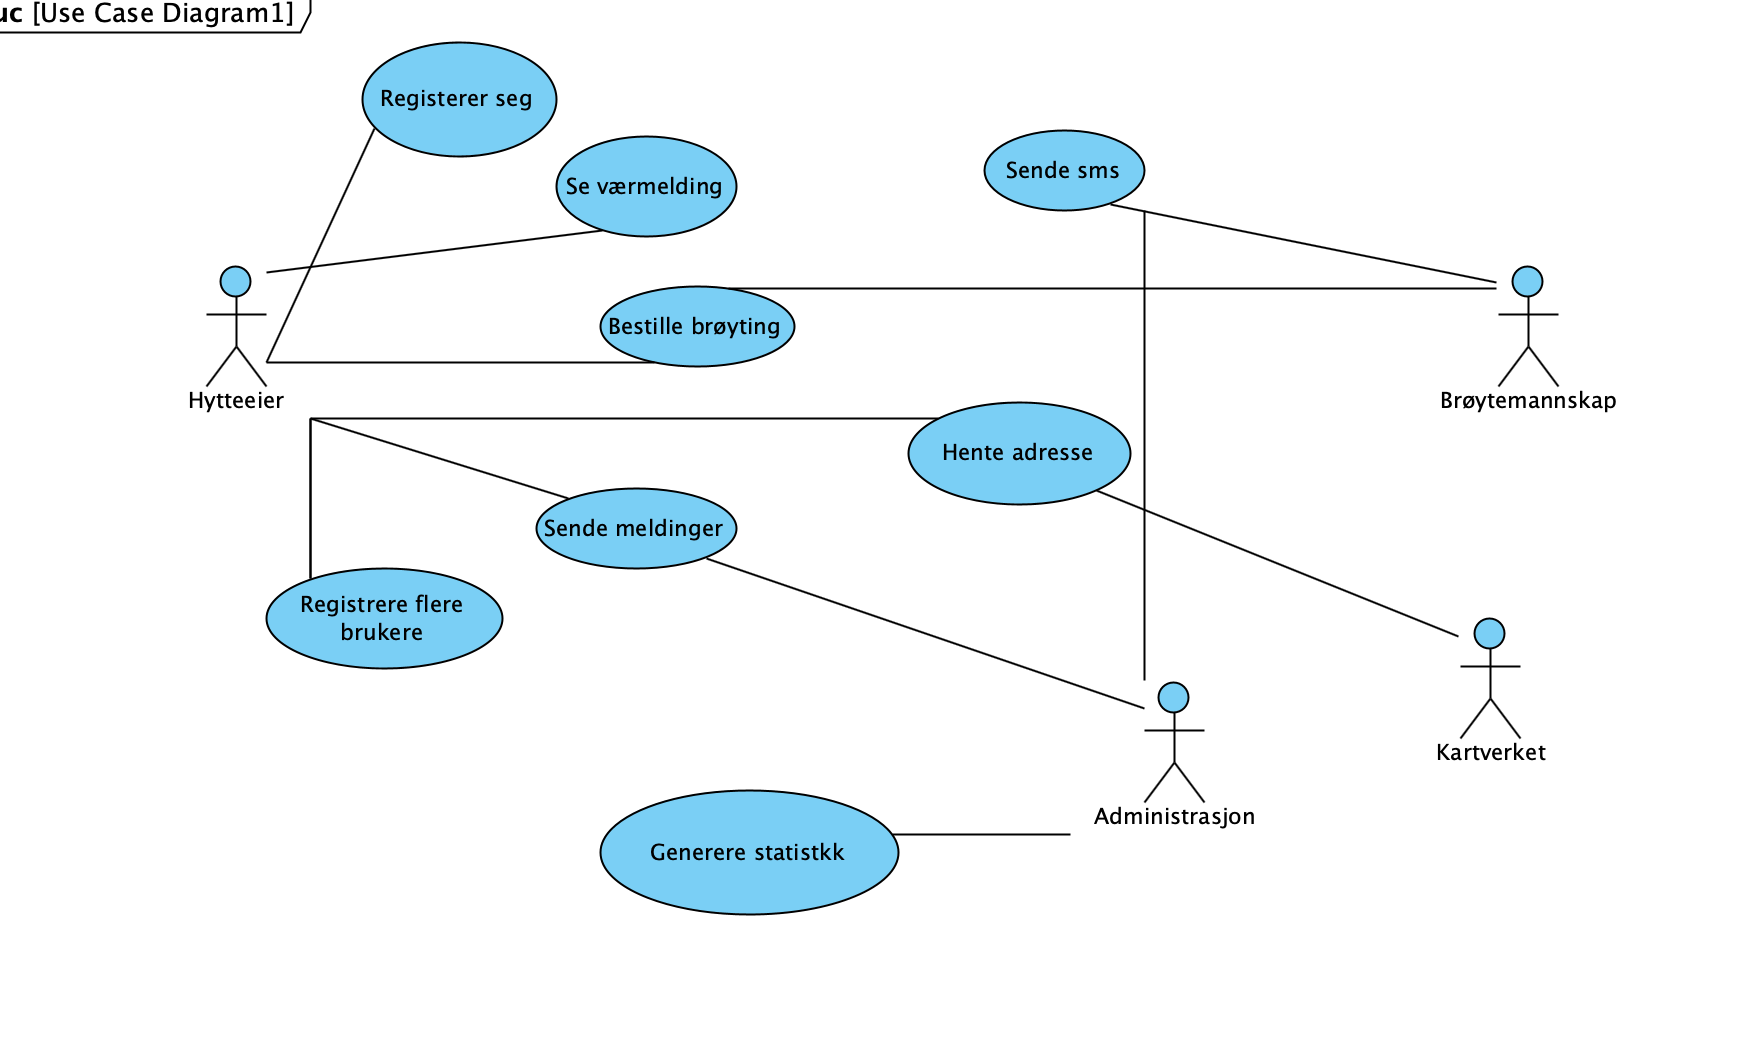 uc [Use Case Diagram1]
Registerer seg
Se værmelding
Sende sms
Bestille brøyting
Hytteeier
Brøytemannskap
Hente adresse
Sende meldinger
Registrere flere
brukere
Kartverket
Administrasjon
Generere statistkk